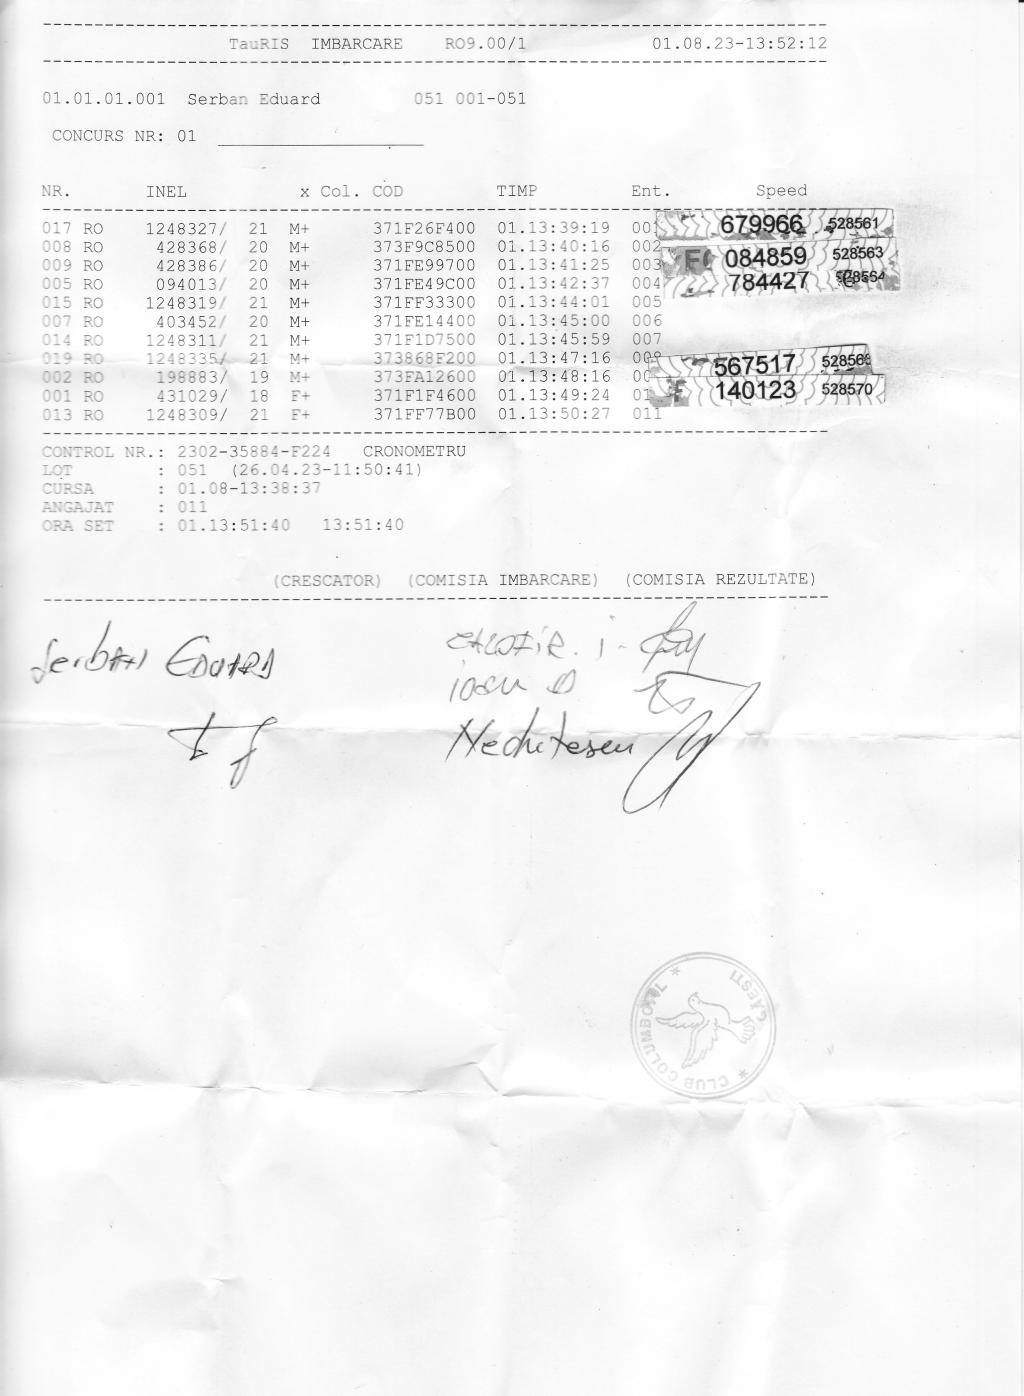 TauRIS IMBARCARE RO9.00/1 01.08.23-13:52:12
01.01.01.001 Serban Eduard 051 001-051
CONCURS NR: 01
NR. INEL x Col. COD TIMP Ent. Speed
017 RO 1248327/ 21 M+ 371F26F400 01.13:39:19 001 679966 528561
008 RO 428368/ 20 M+ 373F9C8500 01.13:40:16 002
009 RO 428386/ 20 M+ 371FE99700 01.13:41:25 003 084859 528563
005 RO 094013/ 20 M+ 371FE49C00 01.13:42:37 004 784427 528564
015 RO 1248319/ 21 M+ 371FF33300 01.13:44:01 005
007 RO 403452/ 20 M+ 371FE14400 01.13:45:00 006
014 RO 1248311/ 21 M+ 371F1D7500 01.13:45:59 007
019 RO 1248335/ 21 M+ 373868F200 01.13:47:16 008 567517
002 RO 198883/ 19 M+ 373FA12600 01.13:48:16 140123 528570
001 RO 431029/ 18 F+ 371F1F4600 01.13:49:24
013 RO 1248309/ 21 F+ 371FF77B00 01.13:50:27 011
CONTROL NR.: 2302-35884-F224 CRONOMETRU
LOT : 051 (26.04.23-11:50:41)
CURSA : 01.08-13:38:37
ANGAJAT : 011
ORA SET : 01.13:51:40 13:51:40
(CRESCATOR) (COMISIA IMBARCARE) (COMISIA REZULTATE)
Serban Eduard
* CLUB COLUMBOFIL * GAESTI